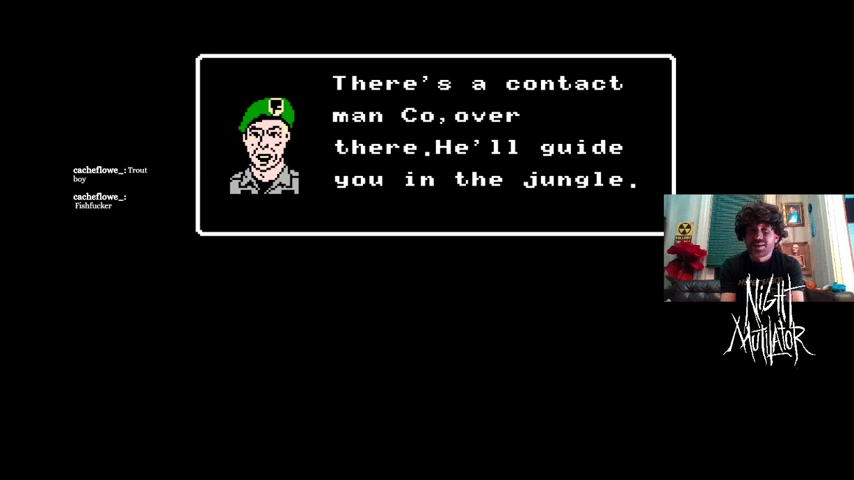 There's a contact
man Co,over
there.He'll guide
you in the jungle.
cacheflowe_: Trout
boy
cacheflowe_:
Fishfucker
NIGHT
MUTILATOR